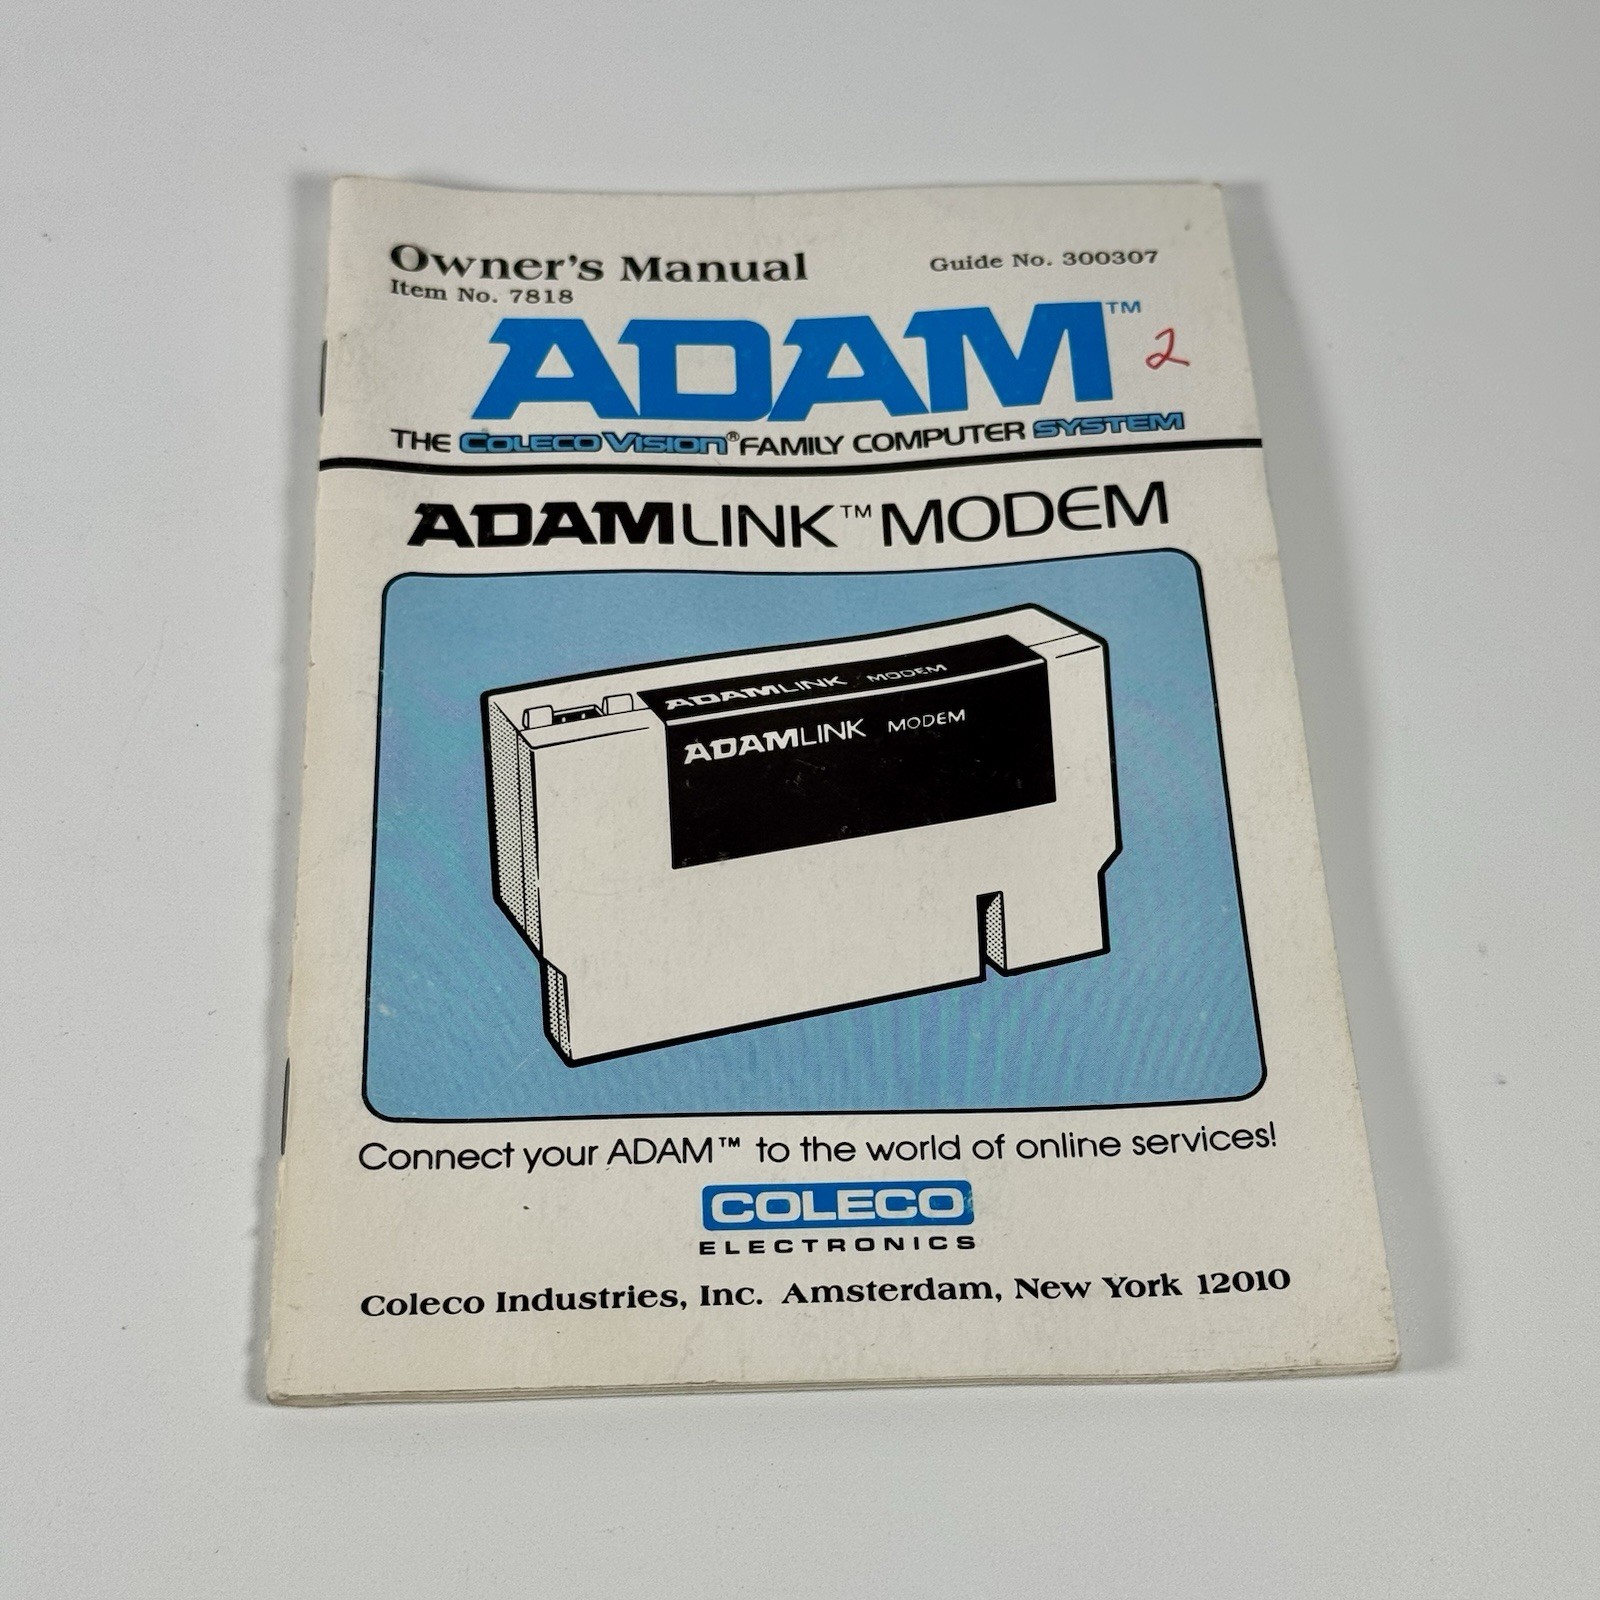 Owner's Manual
Guide No. 300307
Item No. 7818
ADAM™
2
THE COLECOVISION® FAMILY COMPUTER SYSTEM
ADAMLINK™ MODEM
ADAMLINK MODEM
ADAMLINK MODEM
Connect your ADAM™ to the world of online services!
COLECO
ELECTRONICS
Coleco Industries, Inc. Amsterdam, New York 12010